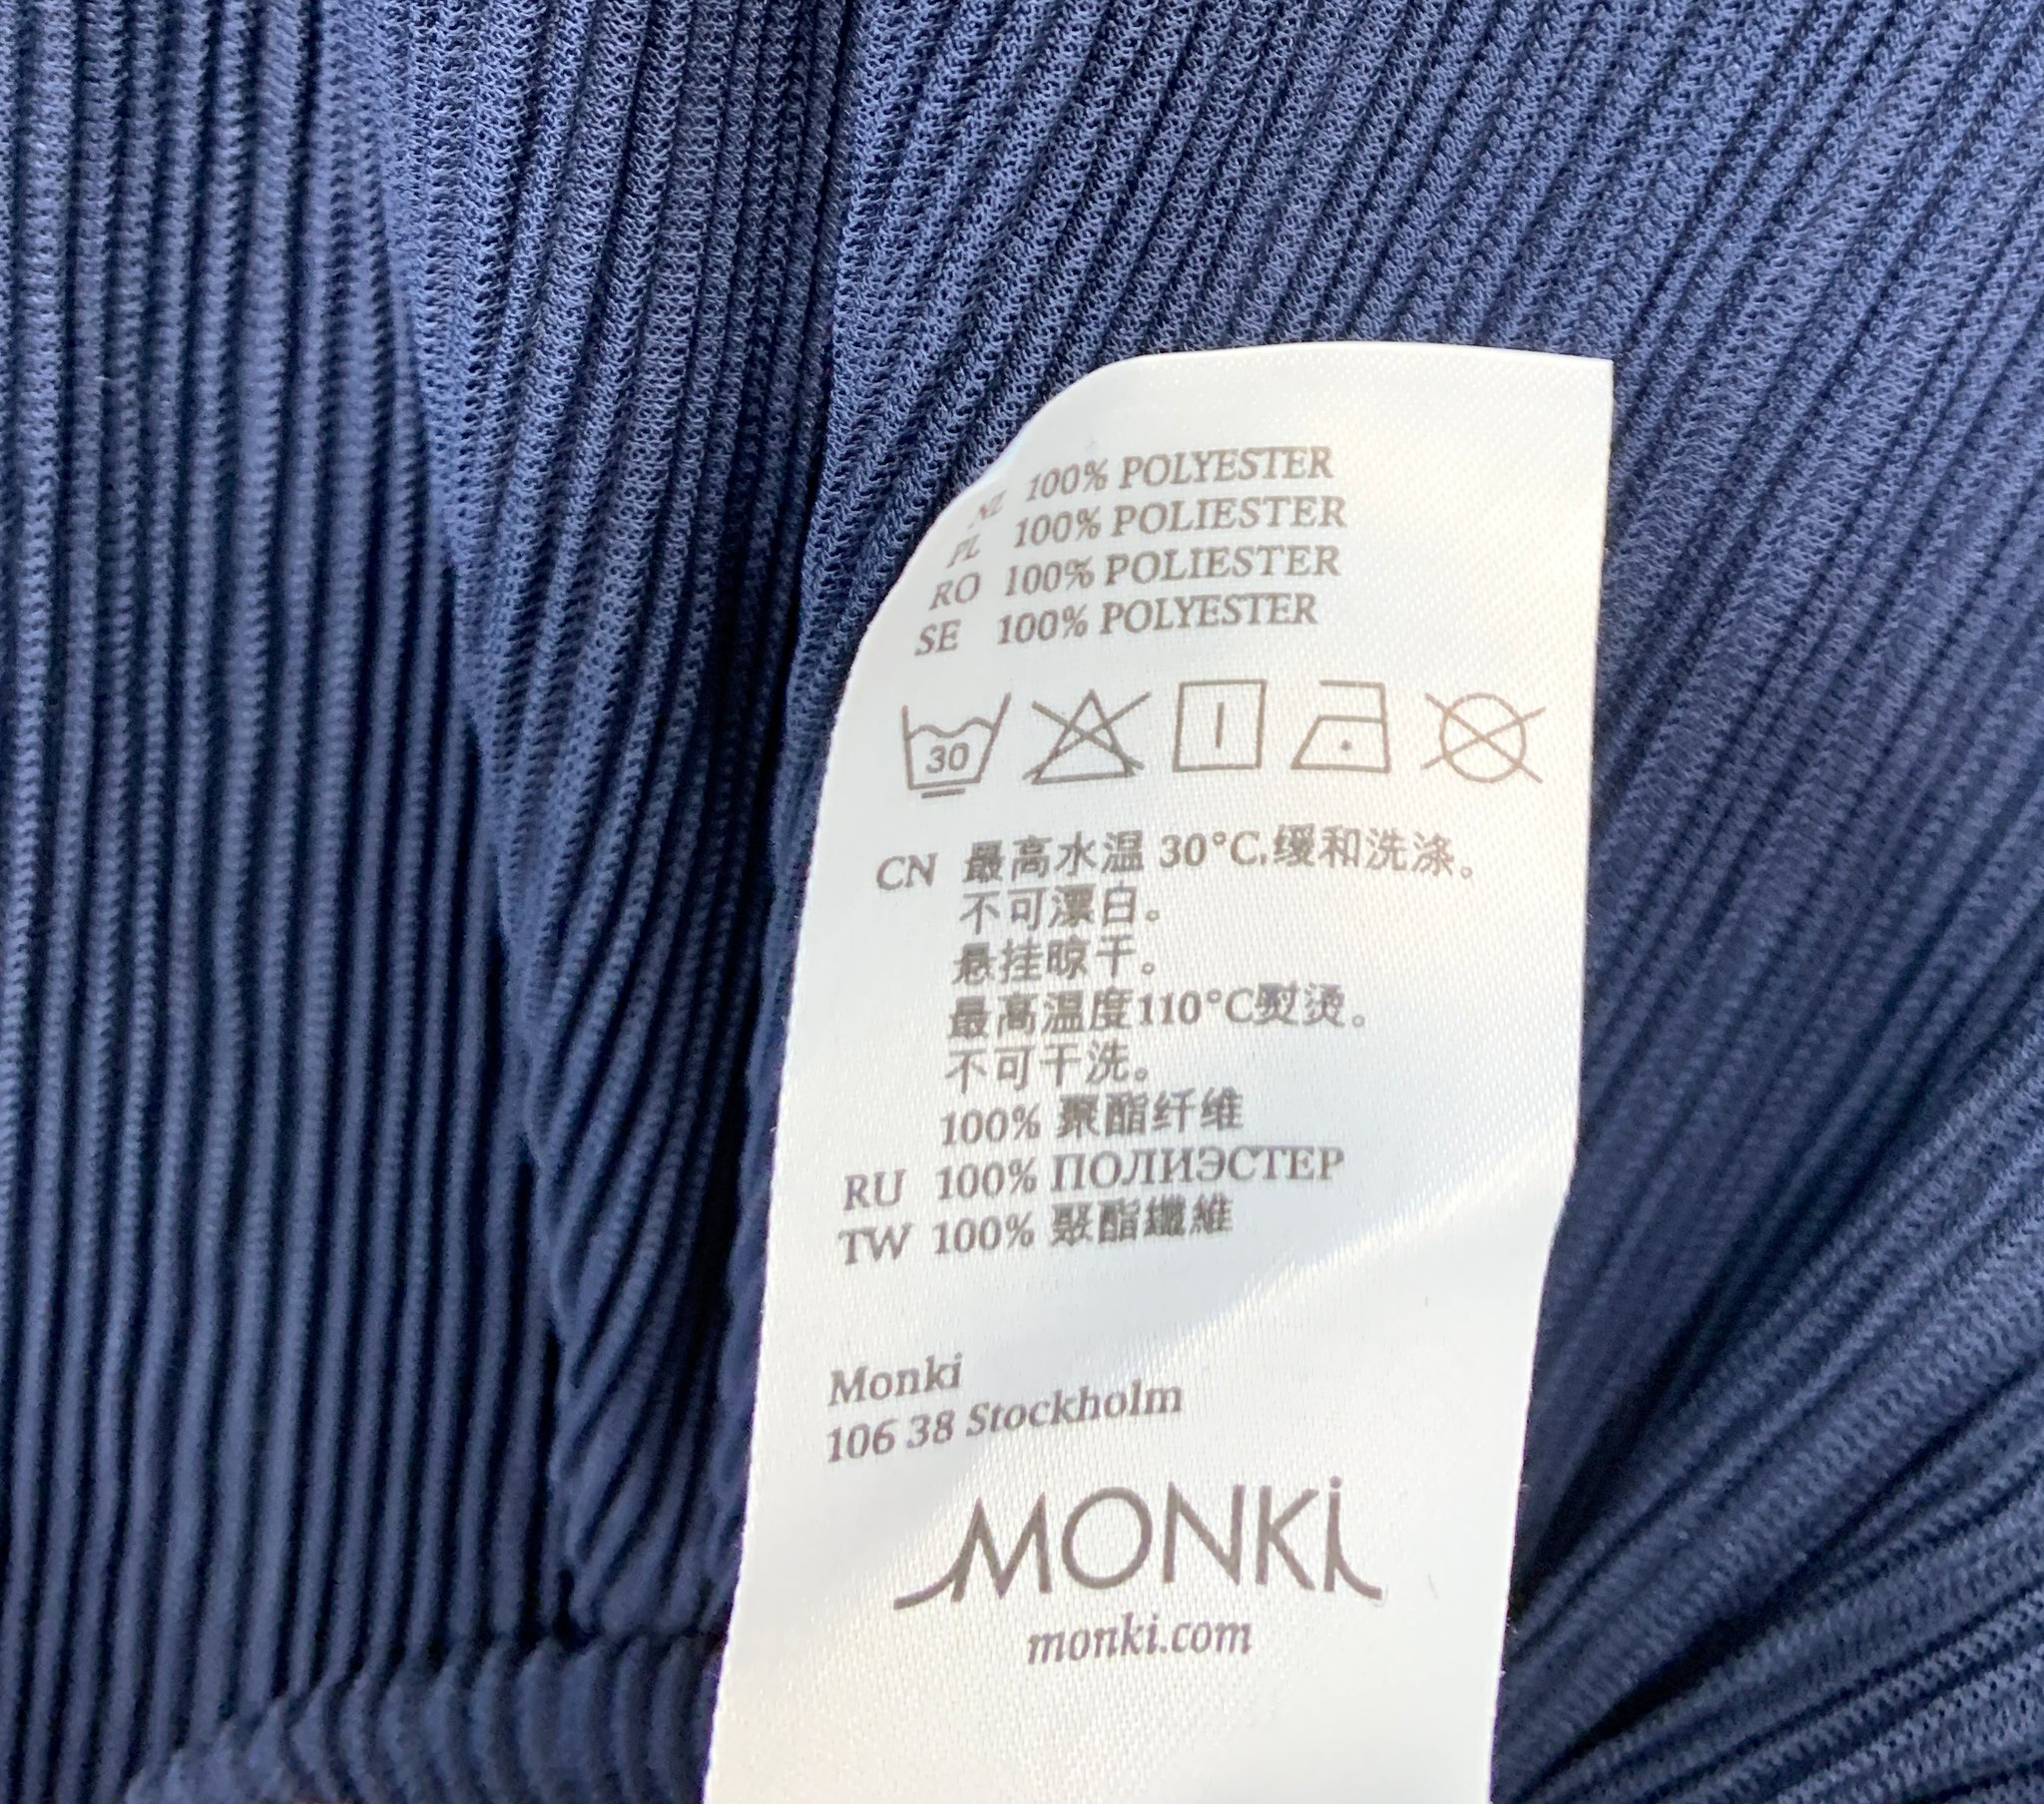 NL 100% POLYESTER
PL 100% POLIESTER
RO 100% POLIESTER
SE 100% POLYESTER
30
CN 最高水温 30°C,缓和洗涤。
不可漂白。
悬挂晾干。
最高温度110°C熨烫。
不可干洗。
100% 聚酯纤维
RU 100% ПОЛИЭСТЕР
TW 100% 聚酯纖維
Monki
106 38 Stockholm
MONKi
monki.com